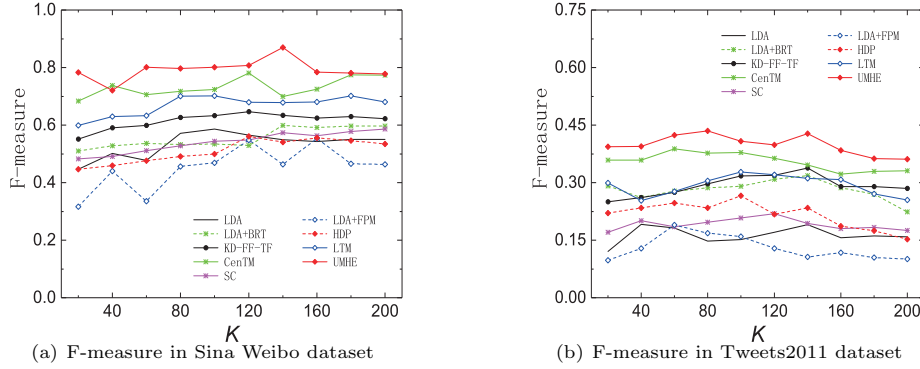 1.0
0.8
0.6
0.4
0.2
0.0
F-measure
LDA
LDA+BRT
KD-FF-TF
CenTM
SC
LDA+FPM
HDP
LTM
UMHE
40 80 120 160 200
K
(a) F-measure in Sina Weibo dataset
0.75
0.60
0.45
0.30
0.15
0.00
F-measure
LDA
LDA+BRT
KD-FF-TF
CenTM
SC
LDA+FPM
HDP
LTM
UMHE
40 80 120 160 200
K
(b) F-measure in Tweets2011 dataset